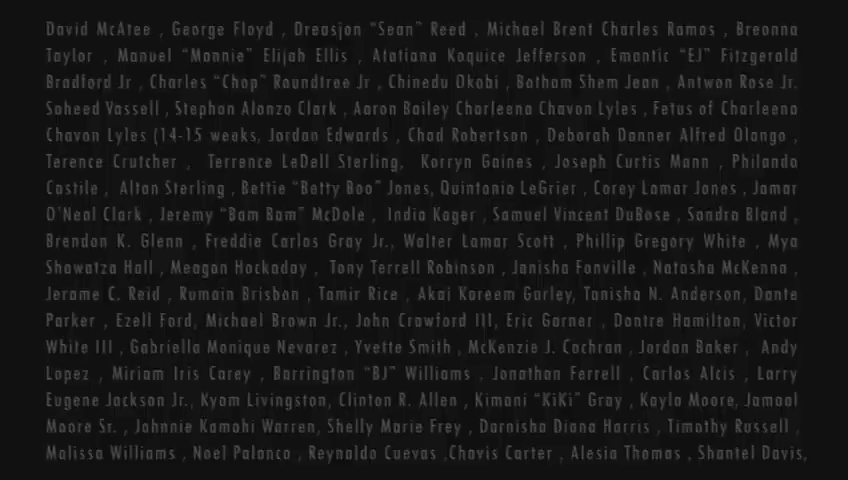 David McAtee , George Floyd , Dreasjon “Sean” Reed , Michael Brent Charles Ramos , Breonna
Taylor , Manuel “Mannie” Elijah Ellis , Atatiana Koquice Jefferson , Emantic “EJ” Fitzgerald
Bradford Jr , Charles “Chop” Roundtree Jr , Chinedu Okobi , Botham Shem Jean , Antwon Rose Jr.
Saheed Vassell , Stephan Alonzo Clark , Aaron Bailey Charleena Chavon Lyles , Fetus of Charleena
Chavon Lyles (14-15 weeks, Jordan Edwards , Chad Robertson , Deborah Danner Alfred Olango ,
Terence Crutcher , Terrence LeDell Sterling, Korryn Gaines , Joseph Curtis Mann , Philando
Castile , Alton Sterling , Bettie “Betty Boo” Jones, Quintonio LeGrier , Corey Lamar Jones , Jamar
O’Neal Clark , Jeremy “Bam Bam” McDole , India Kager , Samuel Vincent DuBose , Sandra Bland ,
Brendon K. Glenn , Freddie Carlos Gray Jr., Walter Lamar Scott , Phillip Gregory White , Mya
Shawatza Hall , Meagan Hockaday , Tony Terrell Robinson , Janisha Fonville , Natasha McKenna ,
Jerame C. Reid , Rumain Brisbon , Tamir Rice , Akai Kareem Gurley, Tanisha N. Anderson, Dante
Parker , Ezell Ford, Michael Brown Jr., John Crawford III, Eric Garner , Dontre Hamilton, Victor
White III , Gabriella Monique Nevarez , Yvette Smith , McKenzie J. Cochran , Jordan Baker , Andy
Lopez , Miriam Iris Carey , Barrington “BJ” Williams , Jonathan Ferrell , Carlos Alcis , Larry
Eugene Jackson Jr., Kyam Livingston, Clinton R. Allen , Kimani “KiKi” Gray , Kayla Moore, Jamaal
Moore Sr. , Johnnie Kamahi Warren, Shelly Marie Frey , Darnisha Diana Harris , Timothy Russell ,
Malissa Williams , Noel Palanco , Reynaldo Cuevas ,Chavis Carter , Alesia Thomas , Shantel Davis,